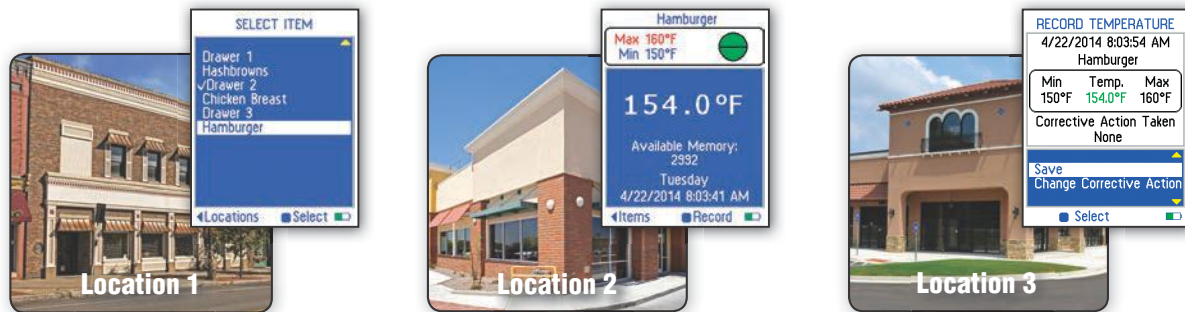 SELECT ITEM
Drawer 1
Hashbrowns
✓Drawer 2
Chicken Breast
Drawer 3
Hamburger
◀Locations Select
Location 1
Hamburger
Max 160°F
Min 150°F
154.0°F
Available Memory:
2992
Tuesday
4/22/2014 8:03:41 AM
◀Items Record
Location 2
RECORD TEMPERATURE
4/22/2014 8:03:54 AM
Hamburger
Min Temp. Max
150°F 154.0°F 160°F
Corrective Action Taken
None
Save
Change Corrective Action
Select
Location 3